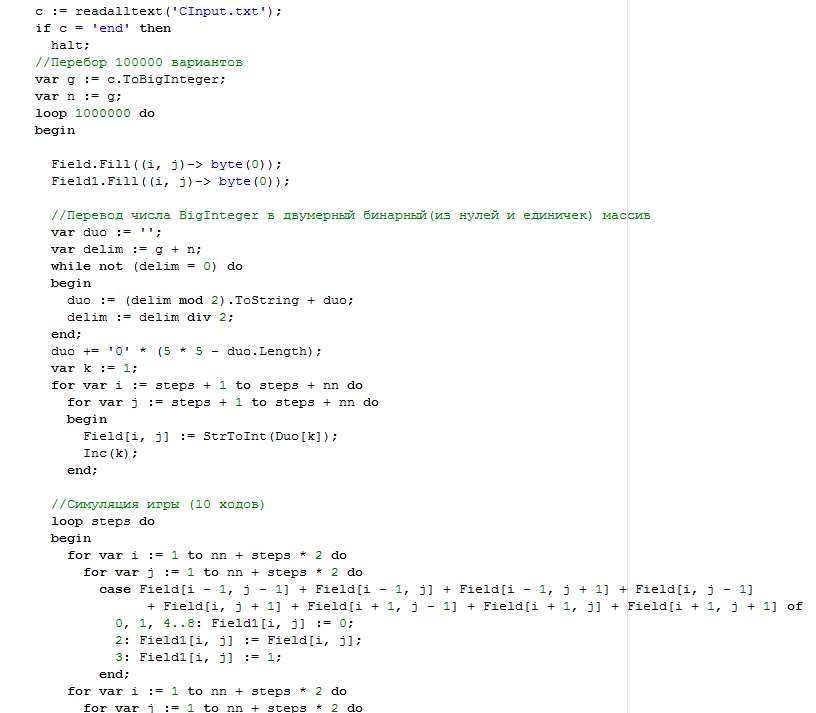 c := readalltext('CInput.txt');
if c = 'end' then
halt;
//Перебор 100000 вариантов
var g := c.ToBigInteger;
var n := g;
loop 1000000 do
begin
Field.Fill((i, j)-> byte(0));
Field1.Fill((i, j)-> byte(0));
//Перевод числа BigInteger в двумерный бинарный(из нулей и единичек) массив
var duo := '';
var delim := g + n;
while not (delim = 0) do
begin
duo := (delim mod 2).ToString + duo;
delim := delim div 2;
end;
duo += '0' * (5 * 5 - duo.Length);
var k := 1;
for var i := steps + 1 to steps + nn do
for var j := steps + 1 to steps + nn do
begin
Field[i, j] := StrToInt(Duo[k]);
Inc(k);
end;
//Симуляция игры (10 ходов)
loop steps do
begin
for var i := 1 to nn + steps * 2 do
for var j := 1 to nn + steps * 2 do
case Field[i - 1, j - 1] + Field[i - 1, j] + Field[i - 1, j + 1] + Field[i, j - 1]
+ Field[i, j + 1] + Field[i + 1, j - 1] + Field[i + 1, j] + Field[i + 1, j + 1] of
0, 1, 4..8: Field1[i, j] := 0;
2: Field1[i, j] := Field[i, j];
3: Field1[i, j] := 1;
end;
for var i := 1 to nn + steps * 2 do
for var j := 1 to nn + steps * 2 do